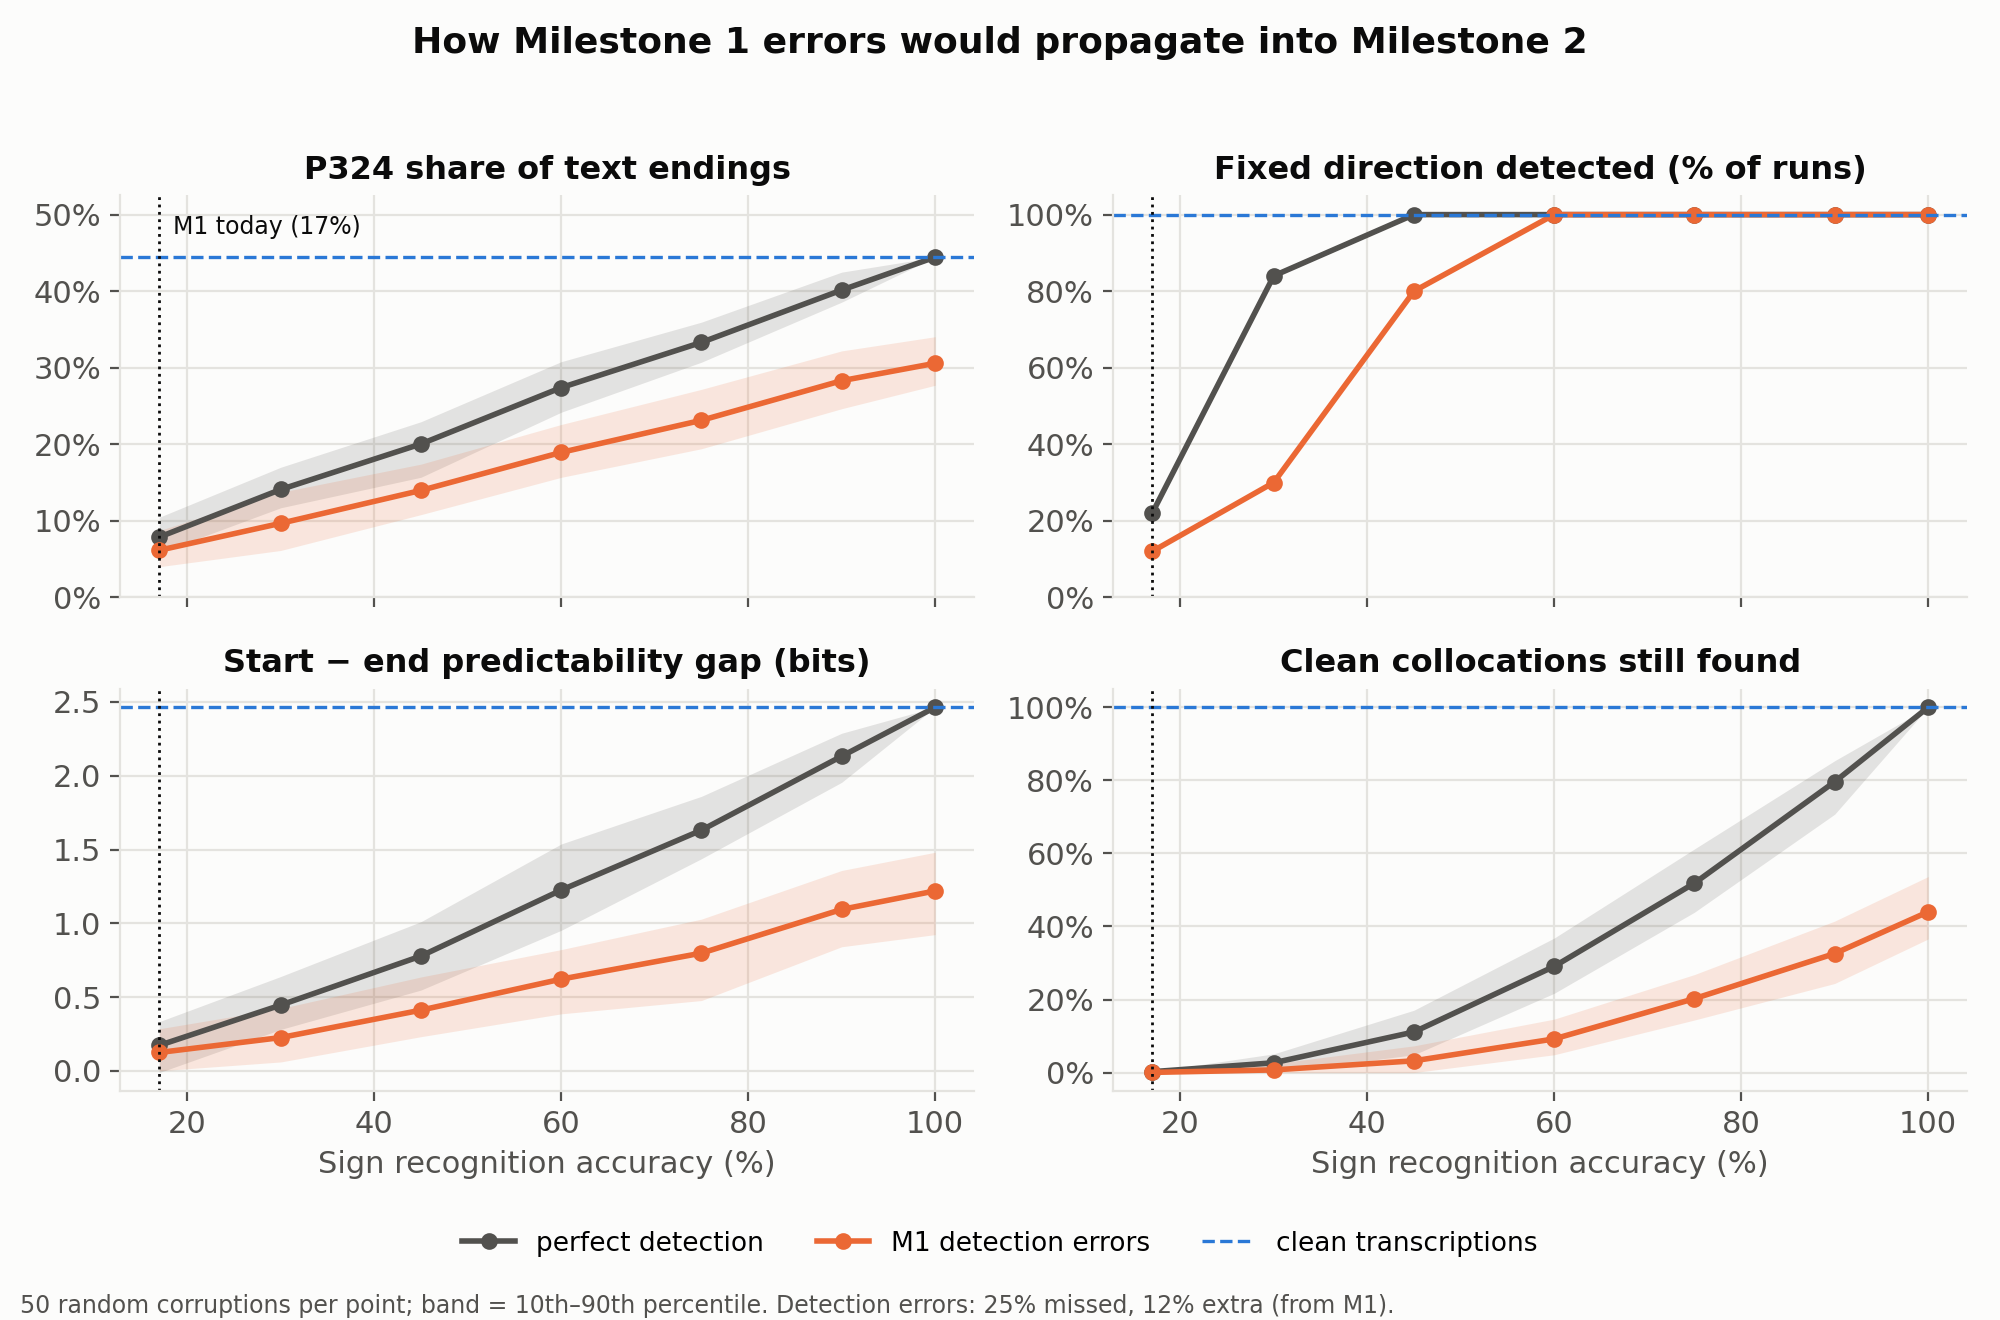 How Milestone 1 errors would propagate into Milestone 2
P324 share of text endings
50%
40%
30%
20%
10%
0%
M1 today (17%)
Fixed direction detected (% of runs)
100%
80%
60%
40%
20%
0%
Start − end predictability gap (bits)
2.5
2.0
1.5
1.0
0.5
0.0
20 40 60 80 100
Sign recognition accuracy (%)
Clean collocations still found
100%
80%
60%
40%
20%
0%
20 40 60 80 100
Sign recognition accuracy (%)
perfect detection M1 detection errors clean transcriptions
50 random corruptions per point; band = 10th–90th percentile. Detection errors: 25% missed, 12% extra (from M1).